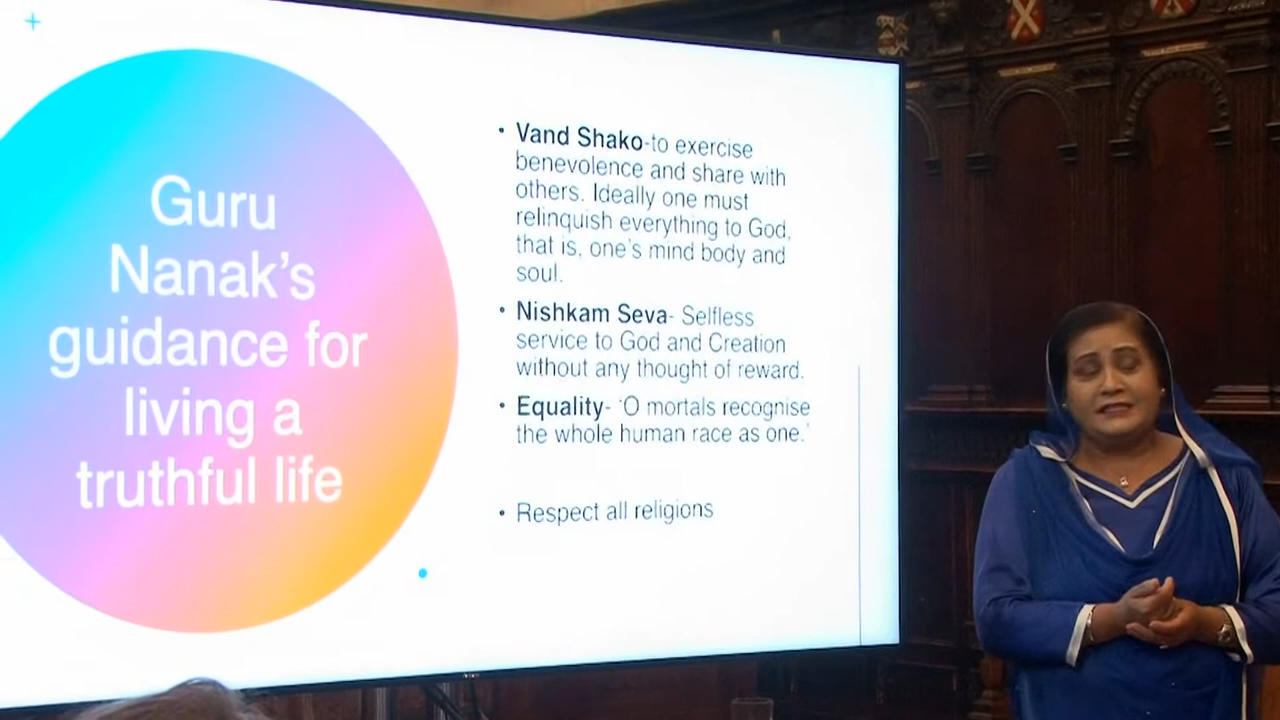 Guru
Nanak's
guidance for
living a
truthful life
• Vand Shako-to exercise
benevolence and share with
others. Ideally one must
relinquish everything to God,
that is, one's mind body and
soul.
• Nishkam Seva- Selfless
service to God and Creation
without any thought of reward.
• Equality- 'O mortals recognise
the whole human race as one.'
• Respect all religions